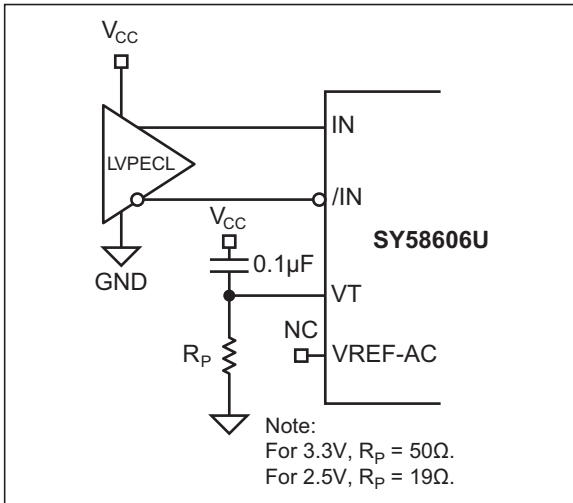 VCC
IN
LVPECL
/IN
VCC
SY58606U
0.1µF
GND
VT
NC
RP
VREF-AC
Note:
For 3.3V, RP = 50Ω.
For 2.5V, RP = 19Ω.